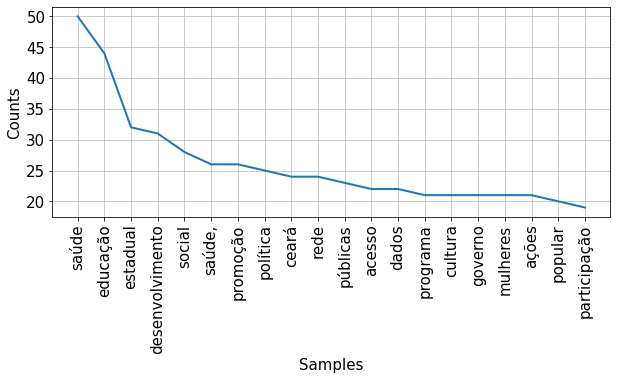 50
45
40
35
30
25
20
Counts
saúde
educação
estadual
desenvolvimento
social
saúde,
promoção
política
ceará
rede
públicas
acesso
dados
programa
cultura
governo
mulheres
ações
popular
participação
Samples